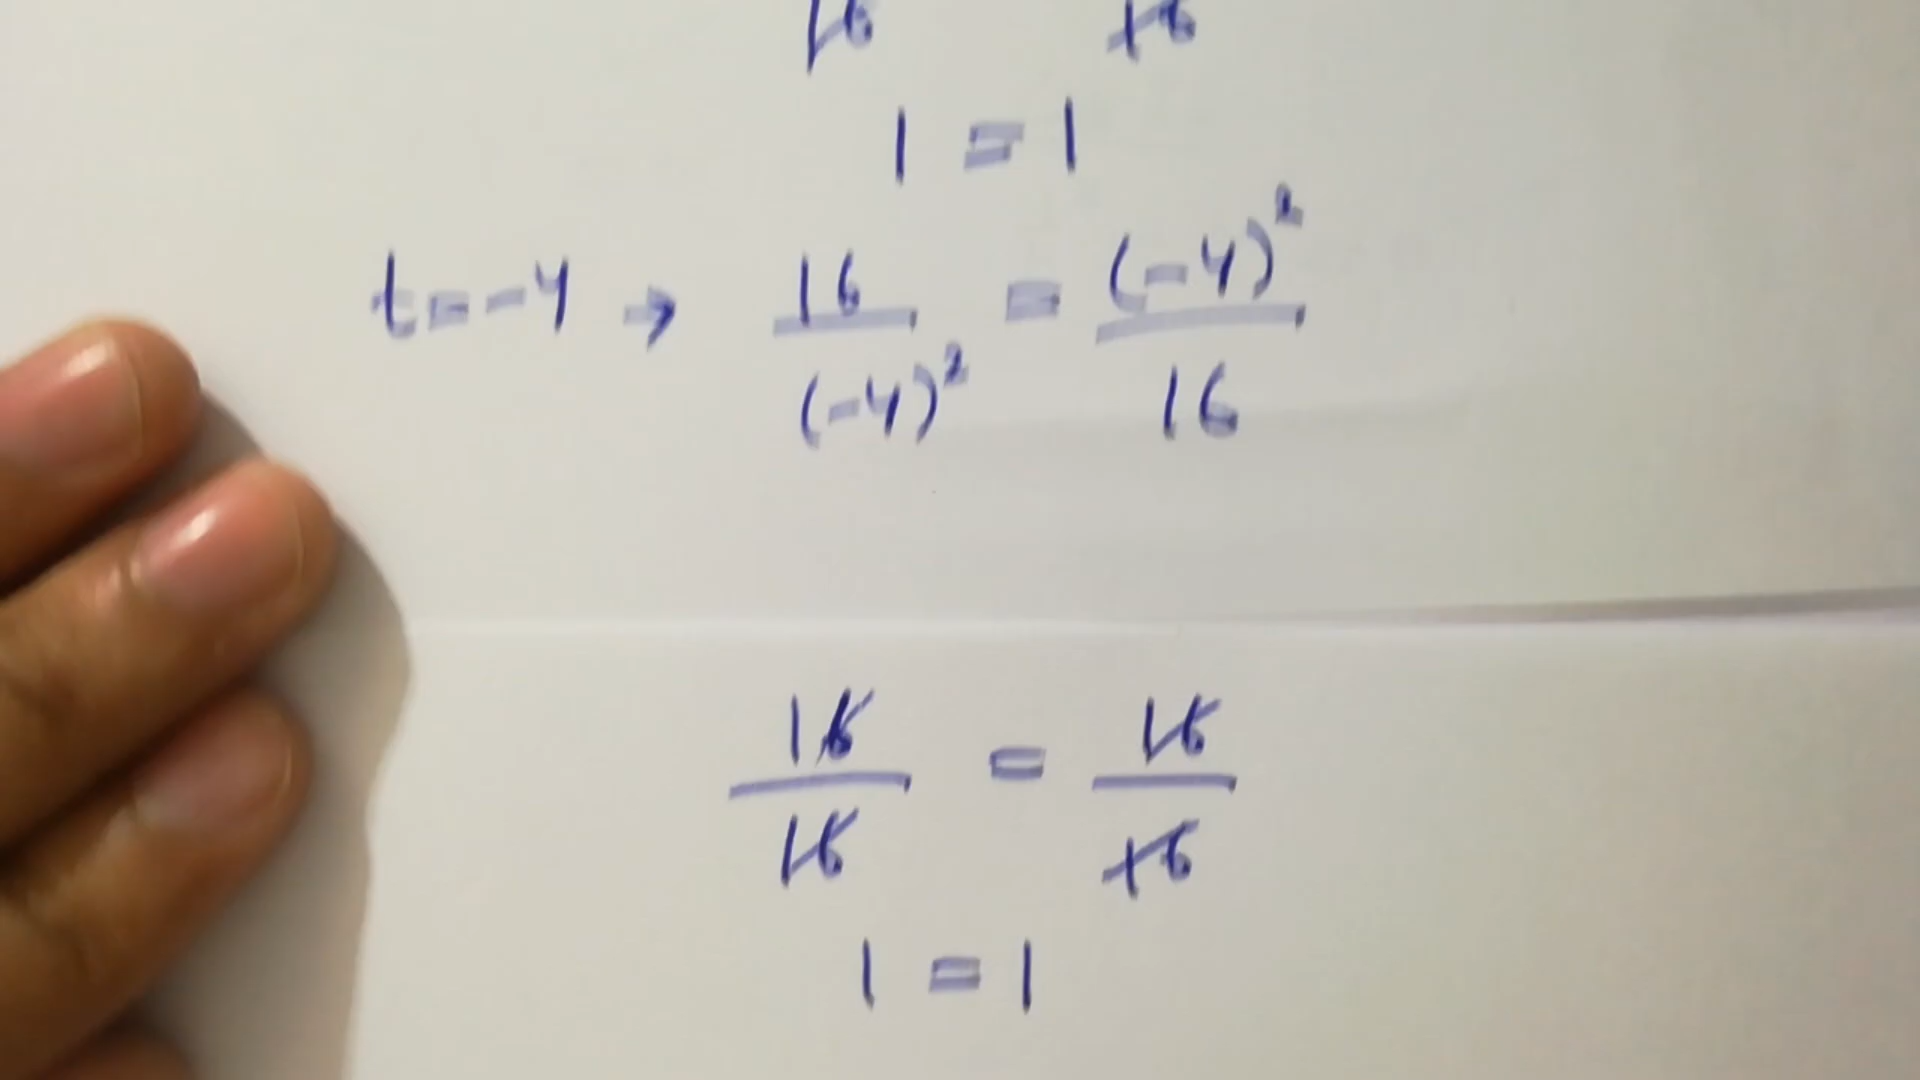 16 16
1 = 1
t = -4 → 16/(-4)² = (-4)²/16
16/16 = 16/16
1 = 1